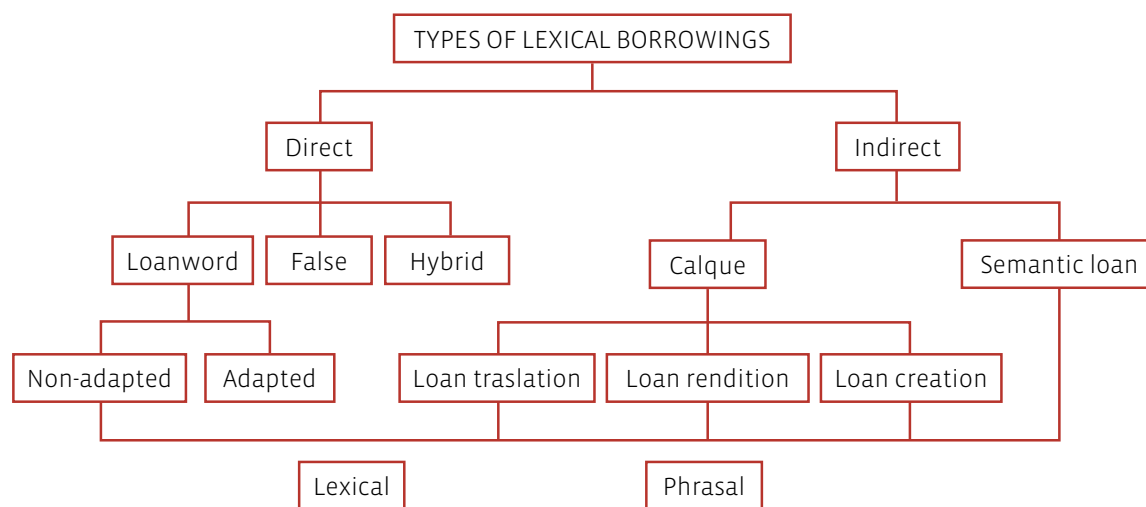 TYPES OF LEXICAL BORROWINGS
Direct
Indirect
Loanword
False
Hybrid
Calque
Semantic loan
Non-adapted
Adapted
Loan traslation
Loan rendition
Loan creation
Lexical
Phrasal